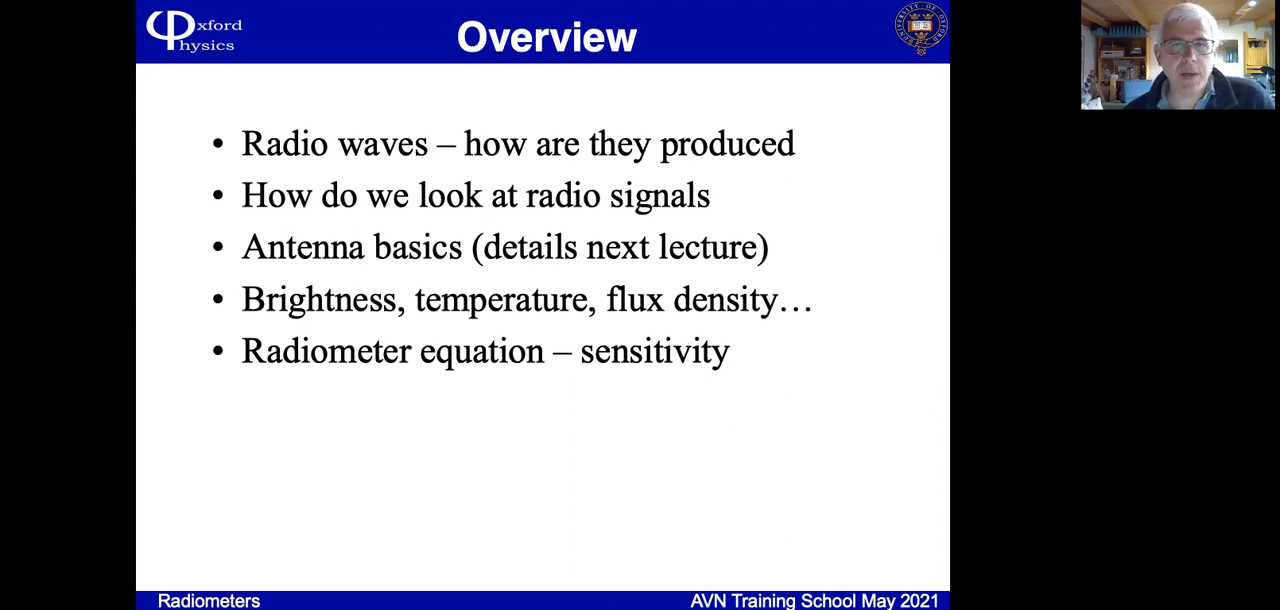 Oxford
Physics
Overview
• Radio waves – how are they produced
• How do we look at radio signals
• Antenna basics (details next lecture)
• Brightness, temperature, flux density…
• Radiometer equation – sensitivity
Radiometers
AVN Training School May 2021